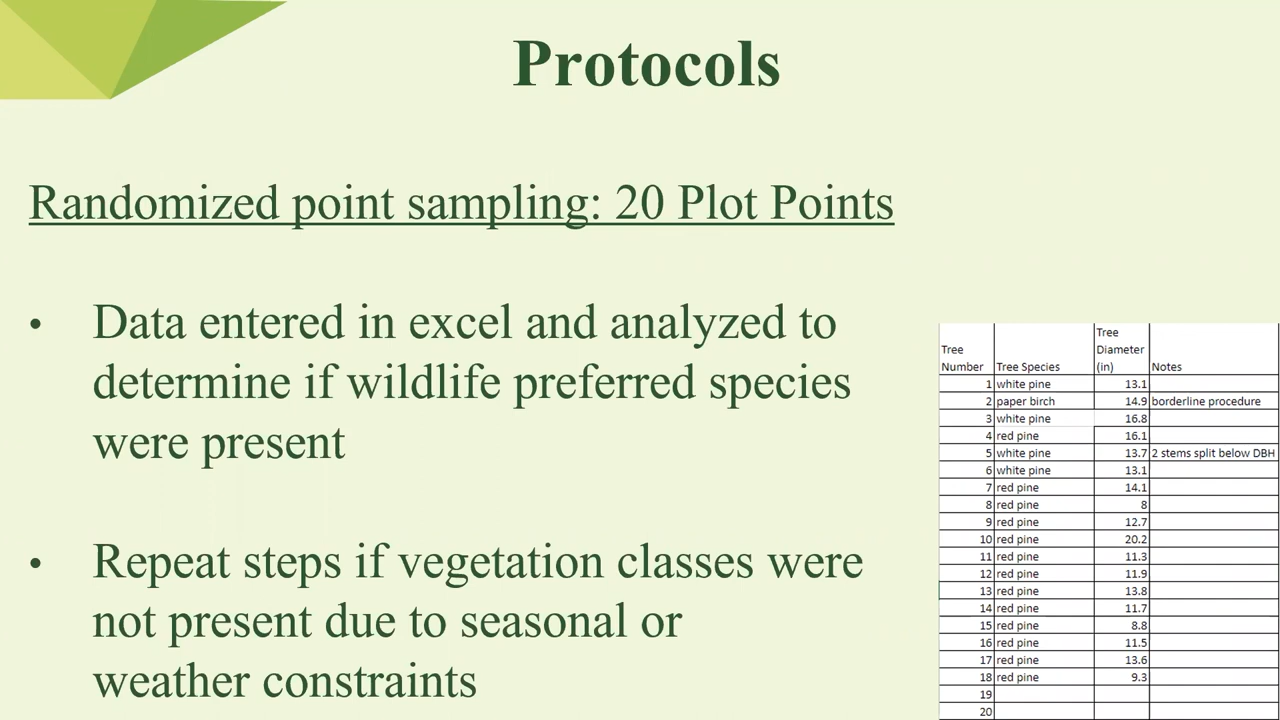 Protocols
Randomized point sampling: 20 Plot Points
• Data entered in excel and analyzed to
determine if wildlife preferred species
were present
• Repeat steps if vegetation classes were
not present due to seasonal or
weather constraints
Tree Number Tree Species Tree Diameter (in) Notes
1 white pine 13.1
2 paper birch 14.9 borderline procedure
3 white pine 16.8
4 red pine 16.1
5 white pine 13.7 2 stems split below DBH
6 white pine 13.1
7 red pine 14.1
8 red pine 8
9 red pine 12.7
10 red pine 20.2
11 red pine 11.3
12 red pine 11.9
13 red pine 13.8
14 red pine 11.7
15 red pine 8.8
16 red pine 11.5
17 red pine 13.6
18 red pine 9.3
19
20